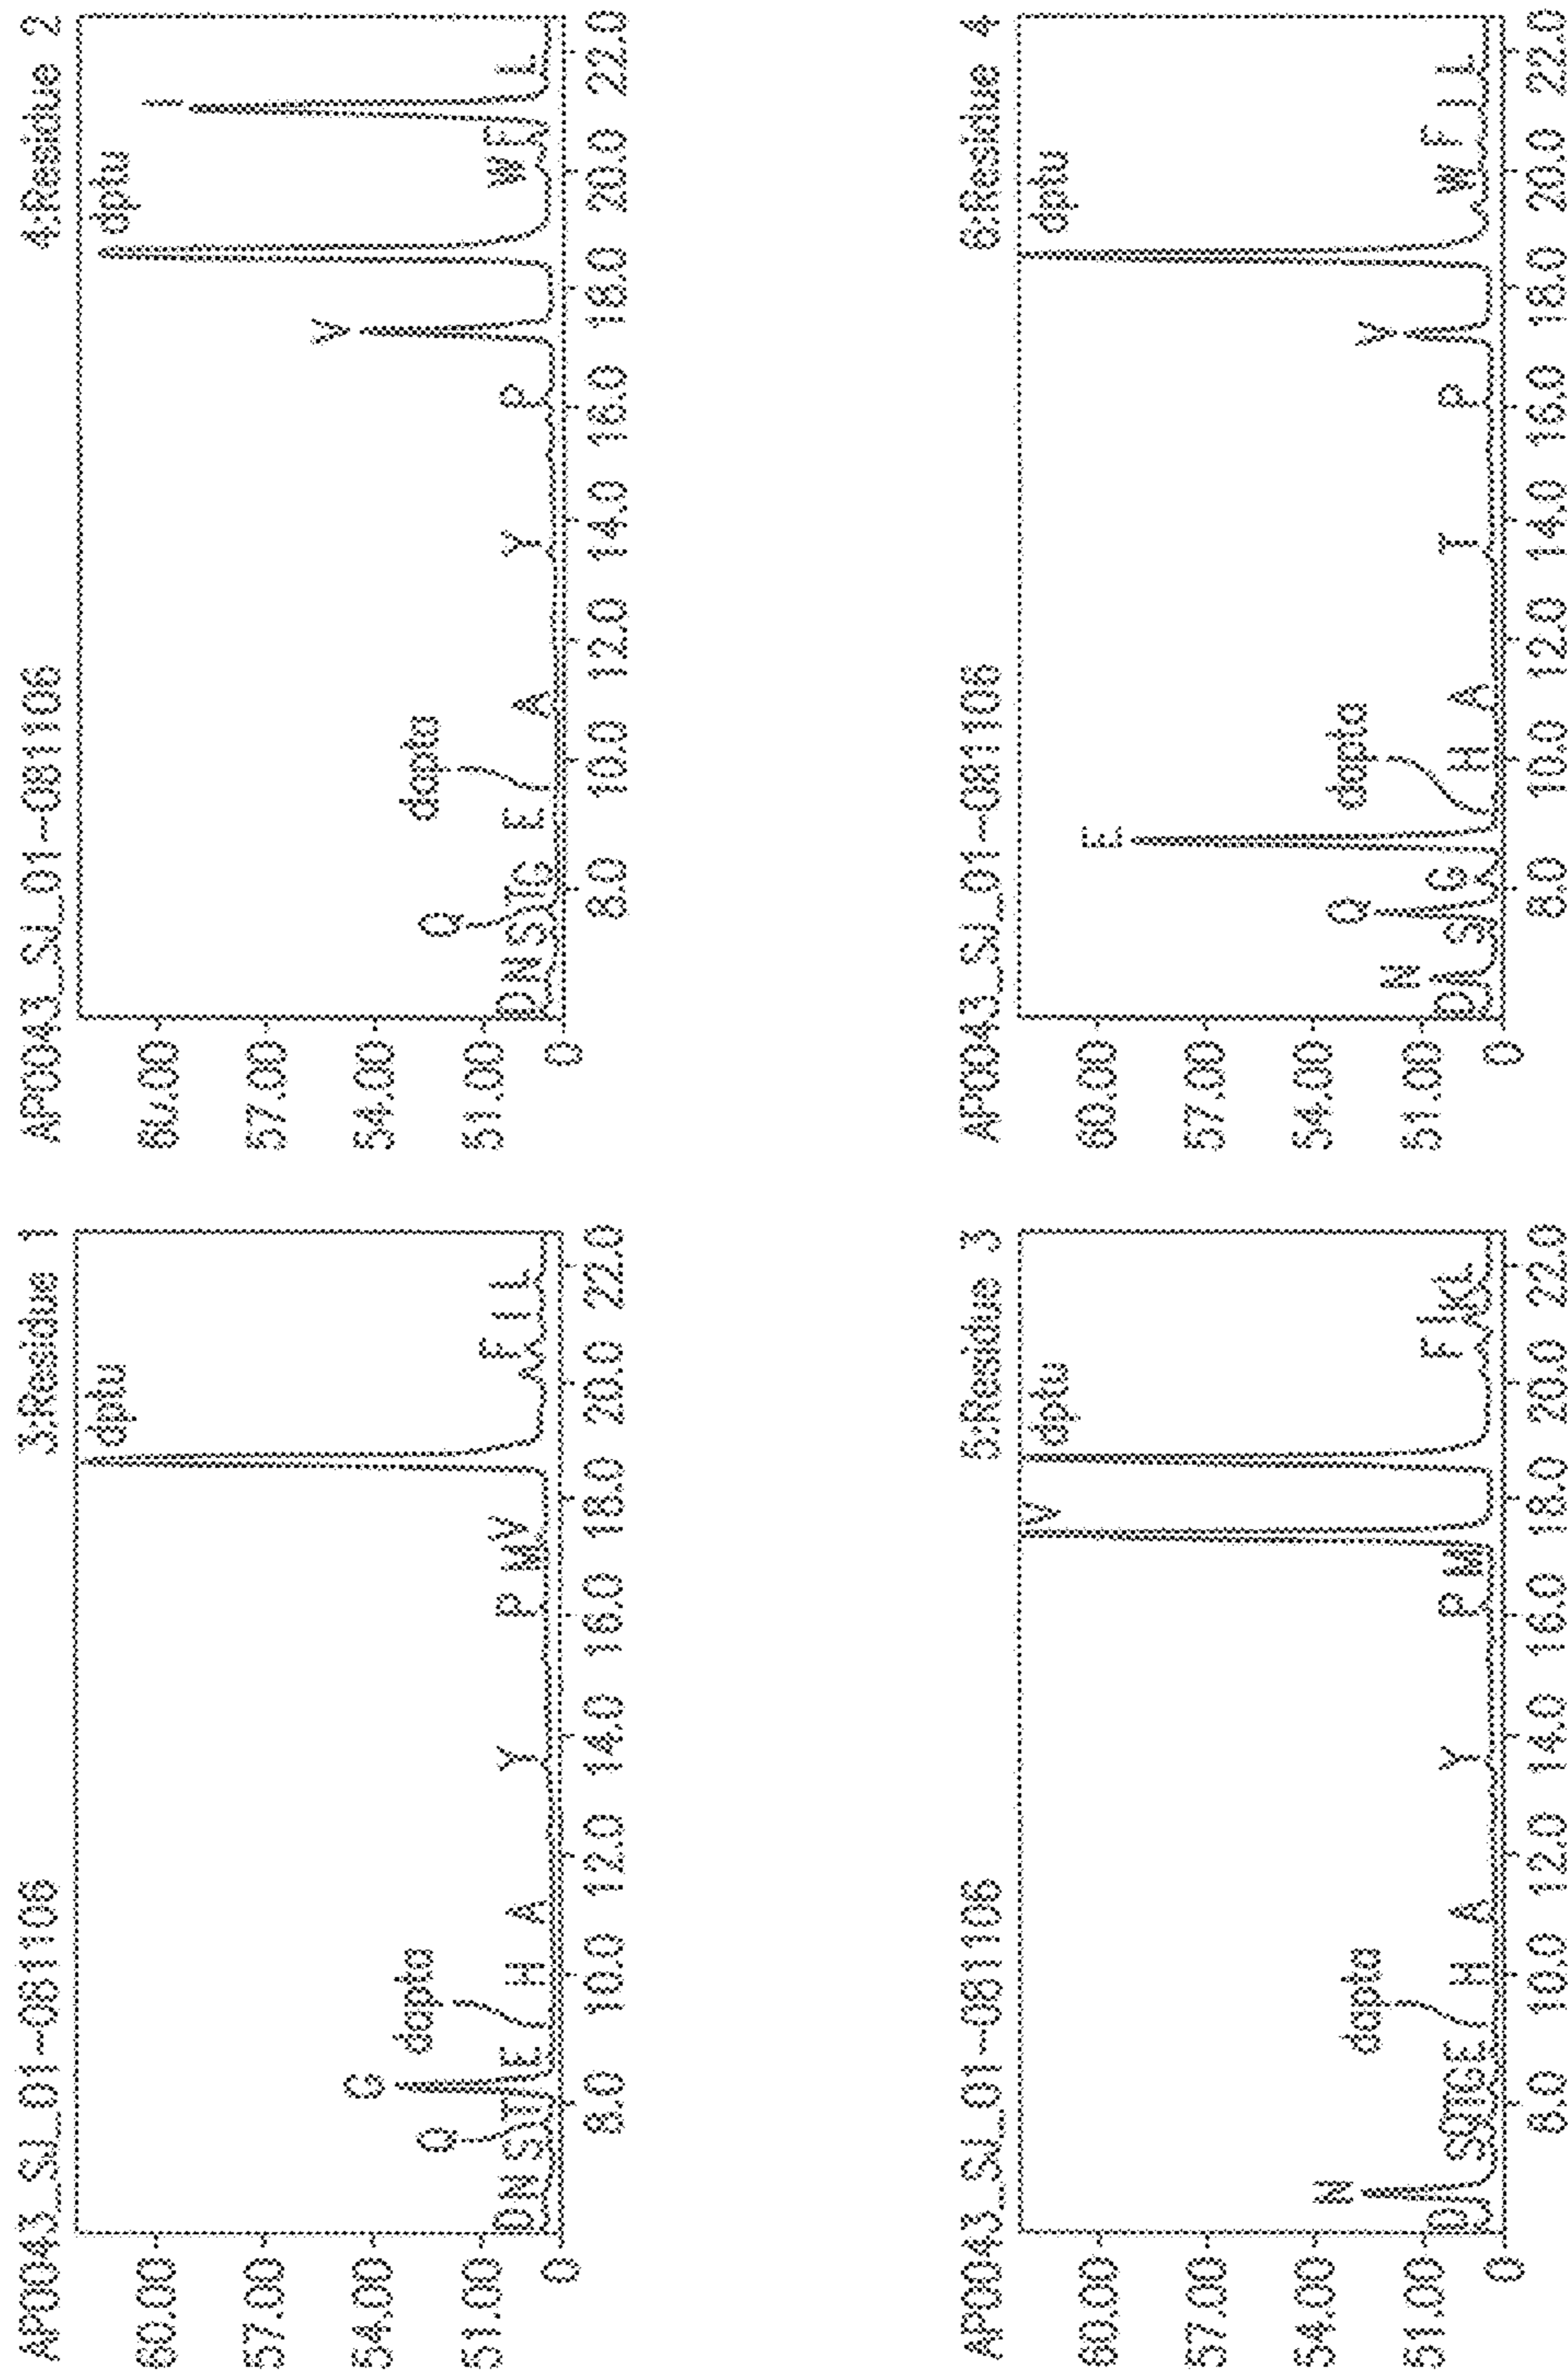 AP0043_SJ_01--081106 3:Residue 1
60.00
57.00
54.00
51.00
0
D N S Q T G E dapta H A Y P M V dptu F I L
8.0 10.0 12.0 14.0 16.0 18.0 20.0 22.0
AP0043_SJ_01--081106 4:Residue 2
57.00
54.00
51.00
0
D N S Q T G E dapta A Y P V dptu W F I L
8.0 10.0 12.0 14.0 16.0 18.0 20.0 22.0
AP0043_SJ_01--081106 5:Residue 3
60.00
57.00
54.00
51.00
0
D N S Q T G E dapta H A Y P M V dptu F I K L
8.0 10.0 12.0 14.0 16.0 18.0 20.0 22.0
AP0043_SJ_01--081106 6:Residue 4
60.00
57.00
54.00
51.00
0
D N S Q G E dapta H A T P V dptu W F I L
8.0 10.0 12.0 14.0 16.0 18.0 20.0 22.0